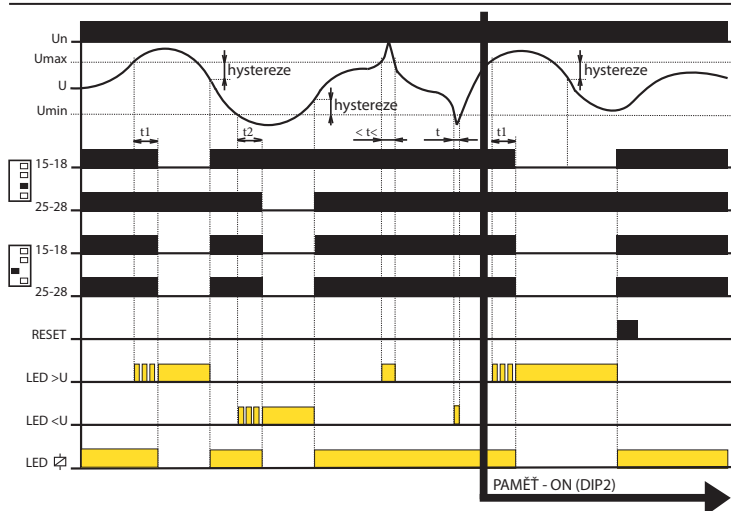 Un
Umax
hystereze
hystereze
U
hystereze
Umin
t1
t2
< t<
t
t1
15-18
25-28
15-18
25-28
RESET
LED >U
LED <U
LED
PAMĚŤ - ON (DIP2)